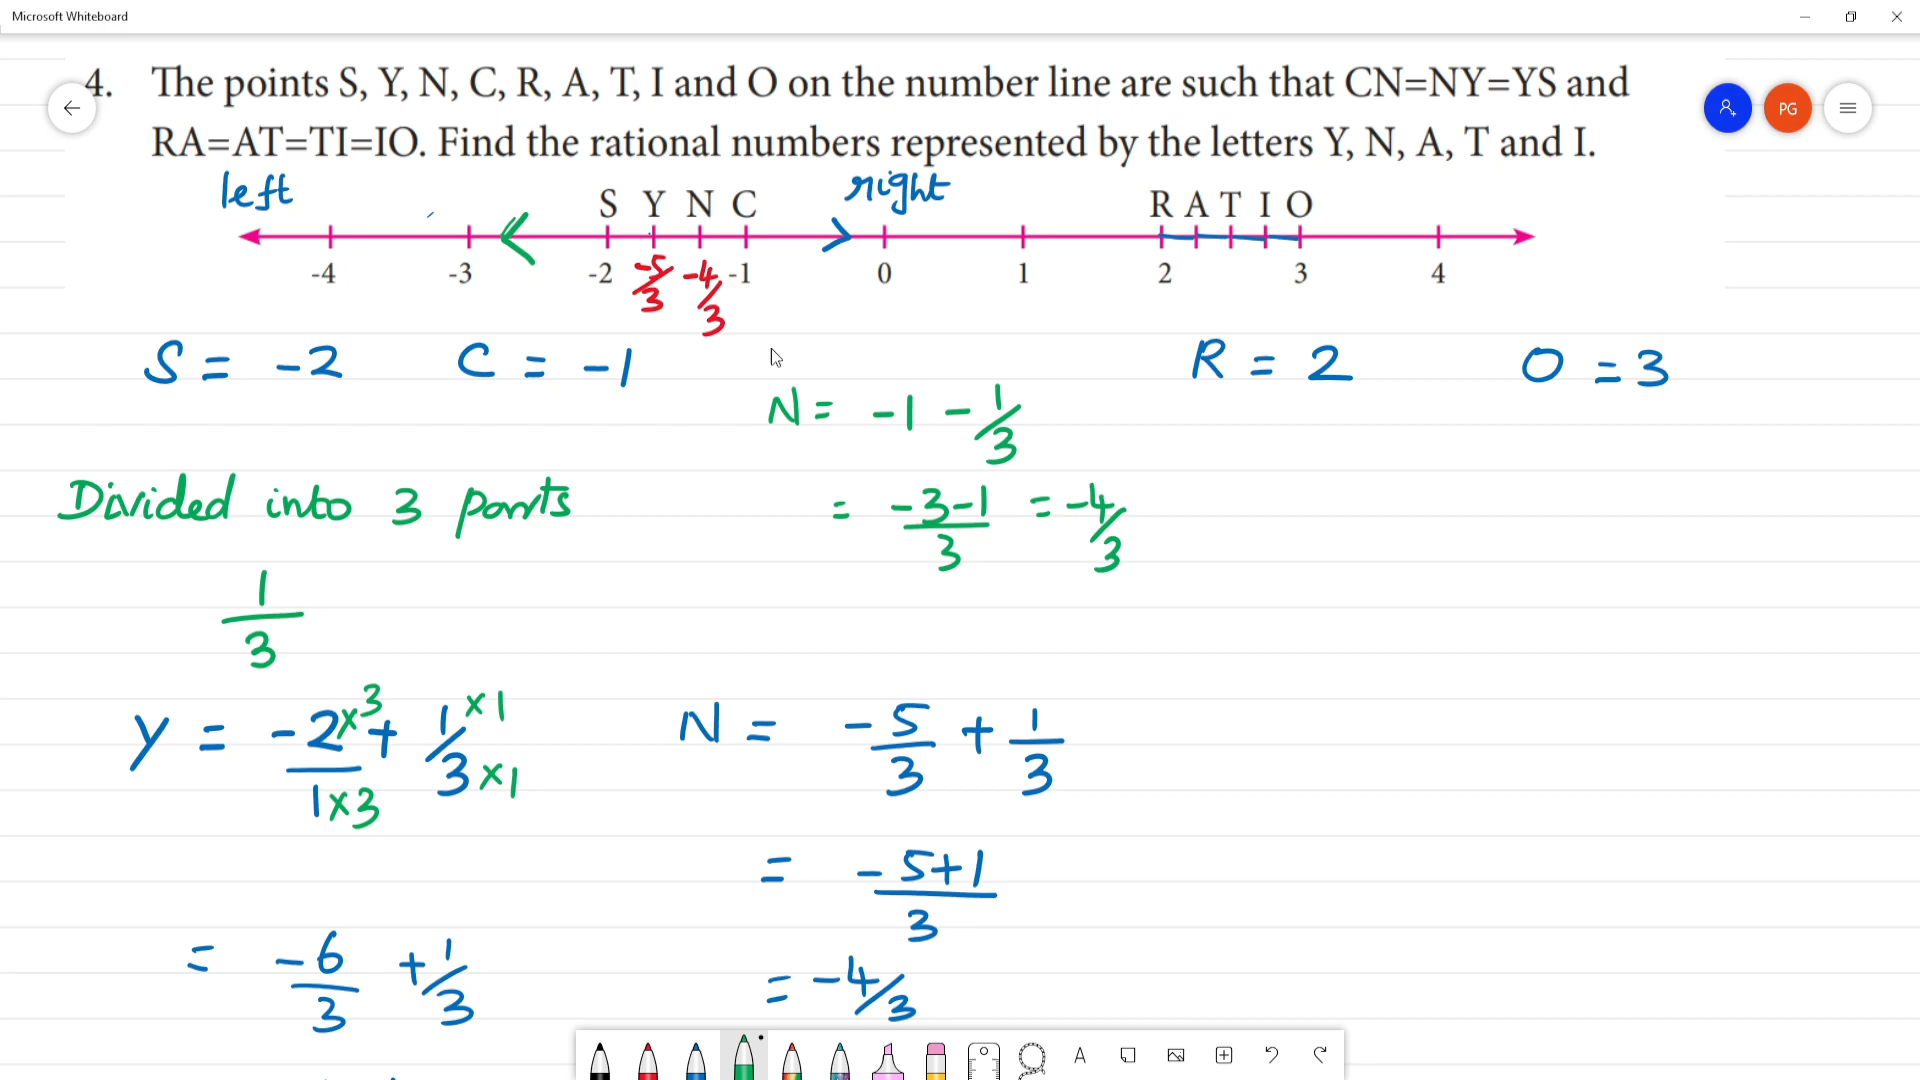 Microsoft Whiteboard
4. The points S, Y, N, C, R, A, T, I and O on the number line are such that CN=NY=YS and
RA=AT=TI=IO. Find the rational numbers represented by the letters Y, N, A, T and I.
PG
left right
S Y N C R A T I O
-4 -3 -2 -5/3 -4/3 -1 0 1 2 3 4
S = -2 C = -1 R = 2 O = 3
N = -1 - 1/3
Divided into 3 parts = -3-1/3 = -4/3
1/3
Y = -2×3/1×3 + 1×1/3×1 N = -5/3 + 1/3
= -5+1/3
= -6/3 + 1/3 = -4/3
A